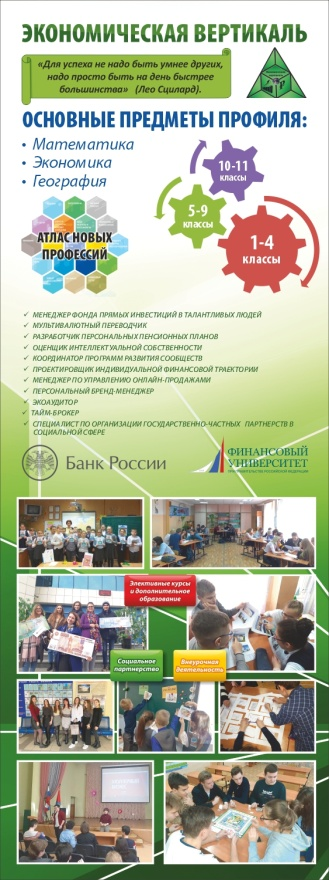 ЭКОНОМИЧЕСКАЯ ВЕРТИКАЛЬ
«Для успеха не надо быть умнее других,
надо просто быть на день быстрее
большинства» (Лео Сцилард).
ОСНОВНЫЕ ПРЕДМЕТЫ ПРОФИЛЯ:
• Математика
• Экономика
• География
10-11
классы
5-9
классы
1-4
классы
АТЛАС НОВЫХ
ПРОФЕССИЙ
✓ МЕНЕДЖЕР ФОНДА ПРЯМЫХ ИНВЕСТИЦИЙ В ТАЛАНТЛИВЫХ ЛЮДЕЙ
✓ МУЛЬТИВАЛЮТНЫЙ ПЕРЕВОДЧИК
✓ РАЗРАБОТЧИК ПЕРСОНАЛЬНЫХ ПЕНСИОННЫХ ПЛАНОВ
✓ ОЦЕНЩИК ИНТЕЛЛЕКТУАЛЬНОЙ СОБСТВЕННОСТИ
✓ КООРДИНАТОР ПРОГРАММ РАЗВИТИЯ СООБЩЕСТВ
✓ ПРОЕКТИРОВЩИК ИНДИВИДУАЛЬНОЙ ФИНАНСОВОЙ ТРАЕКТОРИИ
✓ МЕНЕДЖЕР ПО УПРАВЛЕНИЮ ОНЛАЙН-ПРОДАЖАМИ
✓ ПЕРСОНАЛЬНЫЙ БРЕНД-МЕНЕДЖЕР
✓ ЭКОАУДИТОР
✓ ТАЙМ-БРОКЕР
✓ СПЕЦИАЛИСТ ПО ОРГАНИЗАЦИИ ГОСУДАРСТВЕННО-ЧАСТНЫХ ПАРТНЕРСТВ В
СОЦИАЛЬНОЙ СФЕРЕ
Банк России
ФИНАНСОВЫЙ
УНИВЕРСИТЕТ
Элективные курсы
и дополнительное
образование
Социальное
партнерство
Внеурочная
деятельность